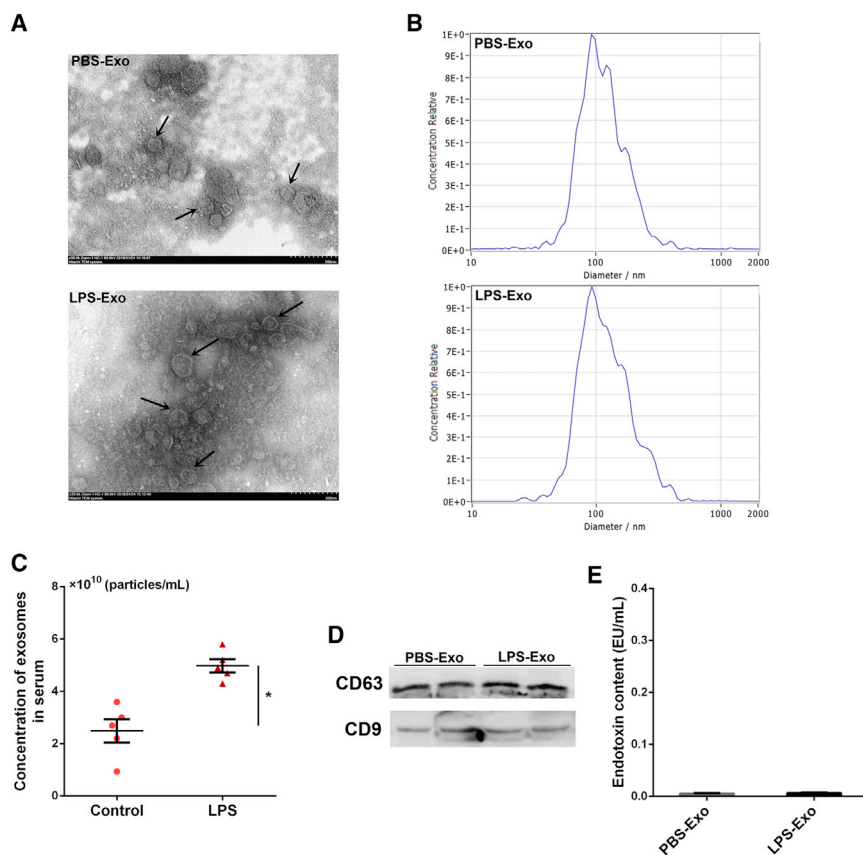 A
PBS-Exo
LPS-Exo
B
PBS-Exo
Concentration Relative
1E+0
9E-1
8E-1
7E-1
6E-1
5E-1
4E-1
3E-1
2E-1
1E-1
0E+0
10
100
1000
2000
Diameter / nm
LPS-Exo
Concentration Relative
1E+0
9E-1
8E-1
7E-1
6E-1
5E-1
4E-1
3E-1
2E-1
1E-1
0E+0
10
100
1000
2000
Diameter / nm
C
×10¹⁰ (particles/mL)
Concentration of exosomes
in serum
8
6
4
2
0
*
Control
LPS
D
PBS-Exo
LPS-Exo
CD63
CD9
E
Endotoxin content (EU/mL)
0.4
0.3
0.2
0.1
0.0
PBS-Exo
LPS-Exo